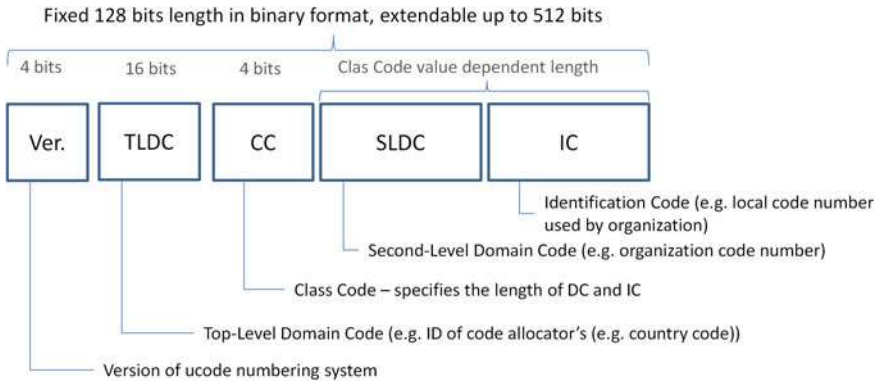 Fixed 128 bits length in binary format, extendable up to 512 bits
4 bits
16 bits
4 bits
Clas Code value dependent length
Ver.
TLDC
CC
SLDC
IC
Identification Code (e.g. local code number
used by organization)
Second-Level Domain Code (e.g. organization code number)
Class Code – specifies the length of DC and IC
Top-Level Domain Code (e.g. ID of code allocator's (e.g. country code))
Version of ucode numbering system